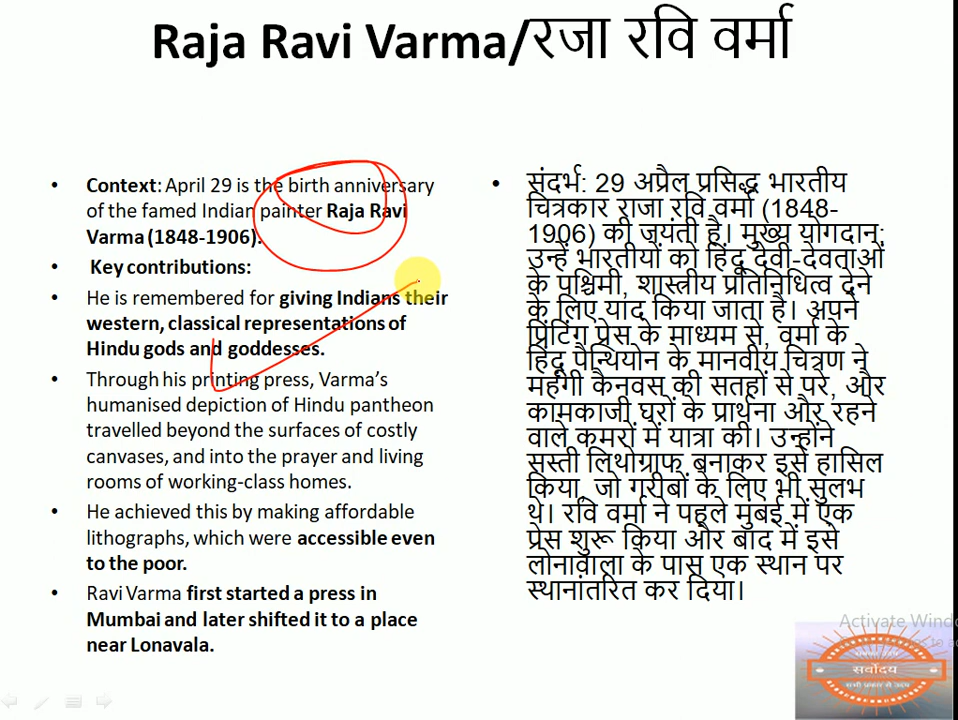 Raja Ravi Varma/रजा रवि वर्मा
• Context: April 29 is the birth anniversary
of the famed Indian painter Raja Ravi
Varma (1848-1906).
• Key contributions:
• He is remembered for giving Indians their
western, classical representations of
Hindu gods and goddesses.
• Through his printing press, Varma’s
humanised depiction of Hindu pantheon
travelled beyond the surfaces of costly
canvases, and into the prayer and living
rooms of working-class homes.
• He achieved this by making affordable
lithographs, which were accessible even
to the poor.
• Ravi Varma first started a press in
Mumbai and later shifted it to a place
near Lonavala.
• संदर्भ: 29 अप्रैल प्रसिद्ध भारतीय
चित्रकार राजा रवि वर्मा (1848-
1906) की जयंती है। मुख्य योगदान:
उन्हें भारतीयों को हिंदू देवी-देवताओं
के पश्चिमी, शास्त्रीय प्रतिनिधित्व देने
के लिए याद किया जाता है। अपने
प्रिंटिंग प्रेस के माध्यम से, वर्मा के
हिंदू पैन्थियोन के मानवीय चित्रण ने
महंगी कैनवस की सतहों से परे, और
कामकाजी घरों के प्रार्थना और रहने
वाले कमरों में यात्रा की। उन्होंने
सस्ती लिथोग्राफ बनाकर इसे हासिल
किया, जो गरीबों के लिए भी सुलभ
थे। रवि वर्मा ने पहले मुंबई में एक
प्रेस शुरू किया और बाद में इसे
लोनावाला के पास एक स्थान पर
स्थानांतरित कर दिया।
Activate Windo
सर्वोदय